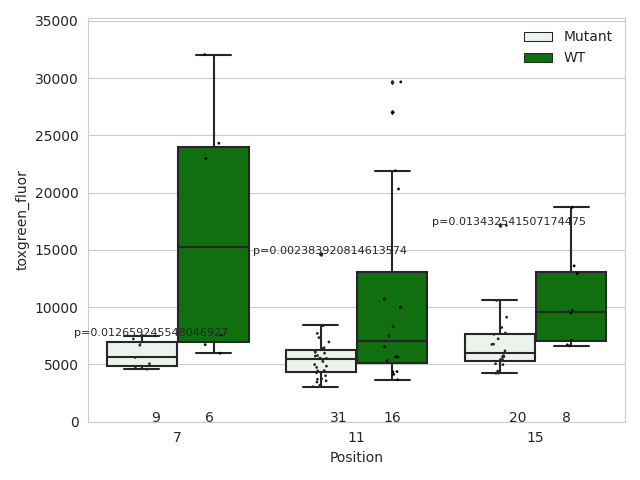 35000
30000
25000
20000
15000
10000
5000
0
toxgreen_fluor
Mutant
WT
p=0.012659245548046927
p=0.002383920814613574
p=0.013432541507174475
9 6 31 16 20 8
7 11 15
Position